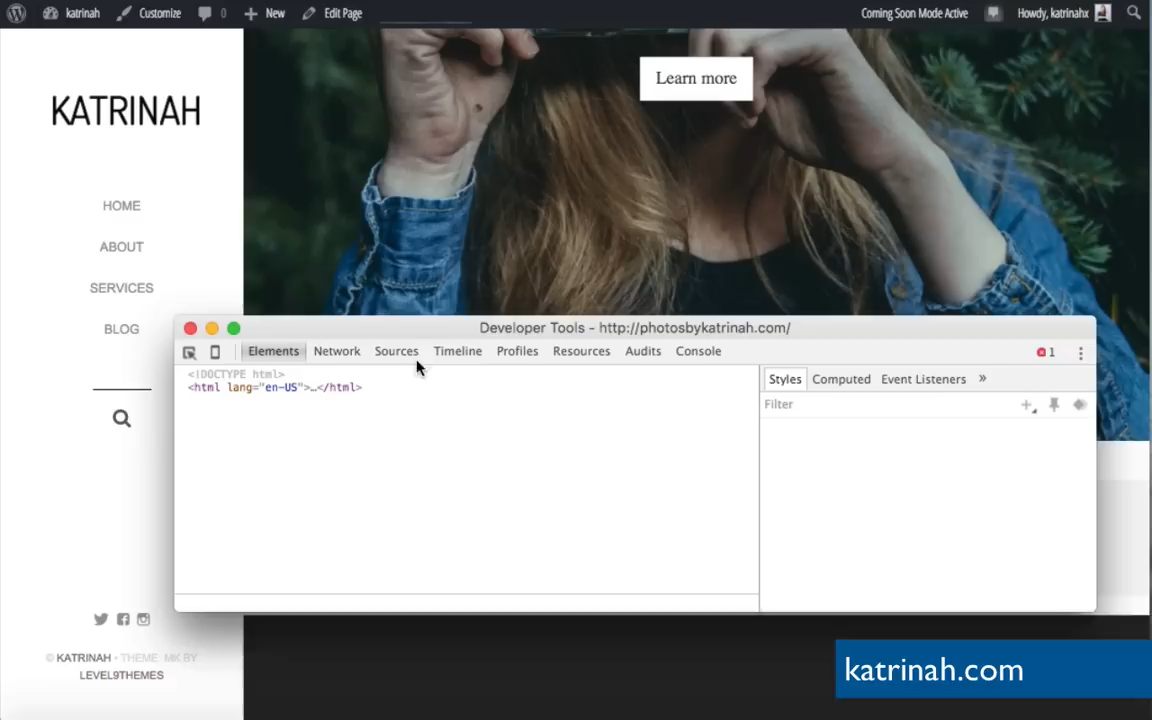 katrinah Customize 0 New Edit Page Coming Soon Mode Active Howdy, katrinahx
Learn more
KATRINAH
HOME
ABOUT
SERVICES
BLOG
Developer Tools - http://photosbykatrinah.com/
Elements Network Sources Timeline Profiles Resources Audits Console 1
<!DOCTYPE html>
<html lang="en-US">…</html>
Styles Computed Event Listeners »
Filter
© KATRINAH • THEME MK BY
LEVEL9THEMES
katrinah.com